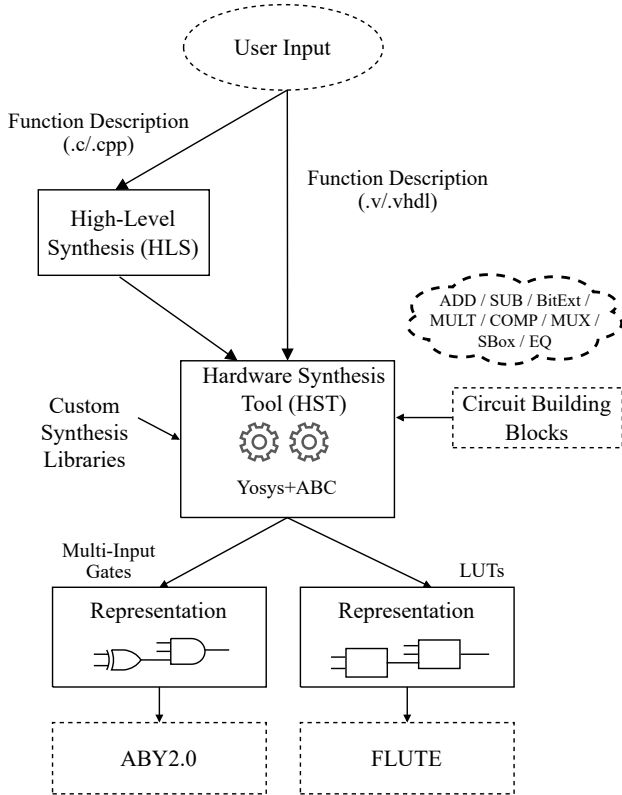 User Input
Function Description
(.c/.cpp)
Function Description
(.v/.vhdl)
High-Level
Synthesis (HLS)
ADD / SUB / BitExt /
MULT / COMP / MUX /
SBox / EQ
Hardware Synthesis
Tool (HST)
Yosys+ABC
Custom
Synthesis
Libraries
Circuit Building
Blocks
Multi-Input
Gates
LUTs
Representation
Representation
ABY2.0
FLUTE